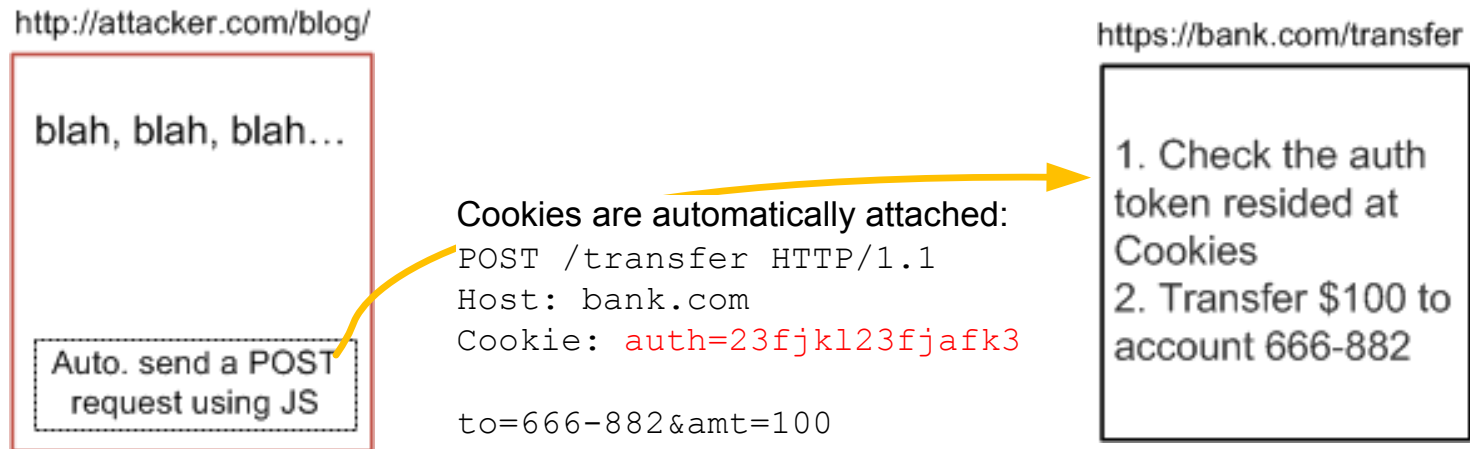 http://attacker.com/blog/
blah, blah, blah…
Auto. send a POST
request using JS
Cookies are automatically attached:
POST /transfer HTTP/1.1
Host: bank.com
Cookie: auth=23fjkl23fjafk3
to=666-882&amt=100
https://bank.com/transfer
1. Check the auth
token resided at
Cookies
2. Transfer $100 to
account 666-882